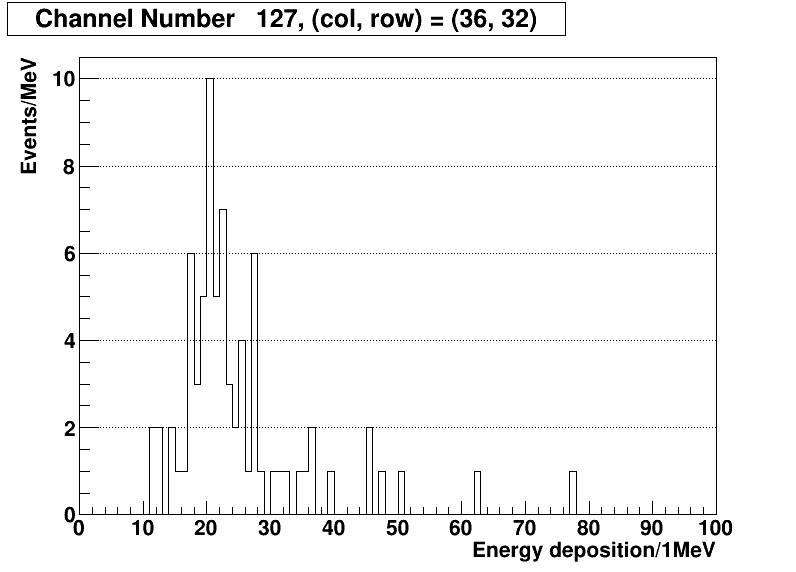 Channel Number 127, (col, row) = (36, 32)
Events/MeV
10
8
6
4
2
0
0 10 20 30 40 50 60 70 80 90 100
Energy deposition/1MeV